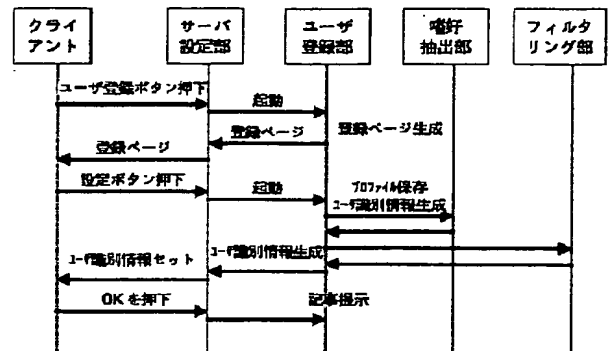 クライアント
サーバ設定部
ユーザ登録部
嗜好抽出部
フィルタリング部
ユーザ登録ボタン押下
起動
登録ページ生成
登録ページ
登録ページ
設定ボタン押下
起動
プロファイル保存
ユーザ識別情報生成
ユーザ識別情報生成
ユーザ識別情報セット
OKを押下
記事提示